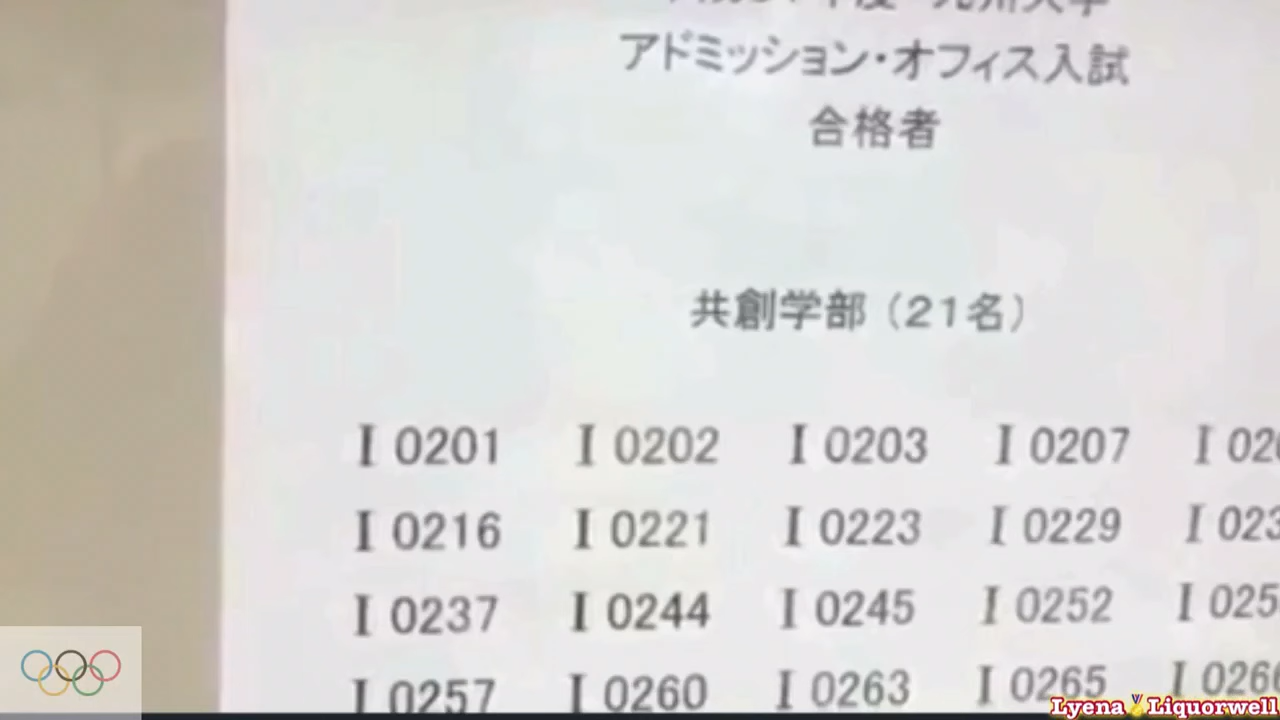 アドミッション・オフィス入試
合格者
共創学部（21名）
I 0201 I 0202 I 0203 I 0207
I 0216 I 0221 I 0223 I 0229
I 0237 I 0244 I 0245 I 0252
I 0257 I 0260 I 0263 I 0265
Lyena Liquorwell